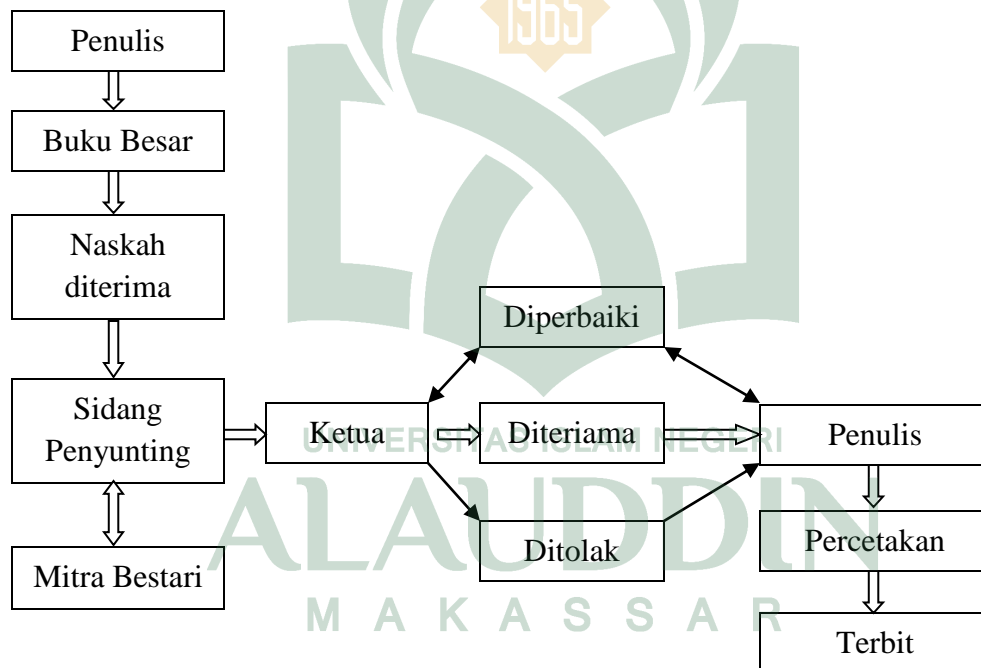 Penulis
Buku Besar
Naskah
diterima
Sidang
Penyunting
Mitra Bestari
Ketua
Diperbaiki
Diteriama
Ditolak
Penulis
Percetakan
Terbit
1965
UNIVERSITAS ISLAM NEGERI
ALAUDDIN
MAKASSAR